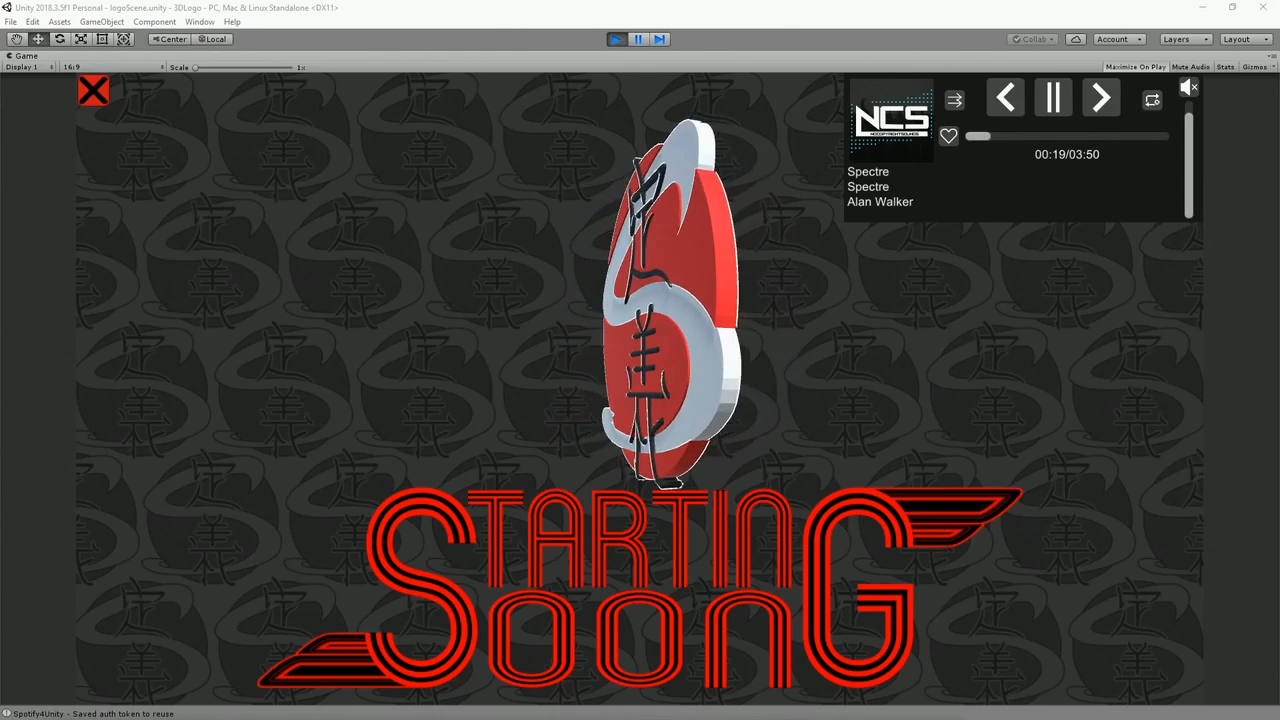 Unity 2018.3.5f1 Personal - logoScene.unity - 3DLogo - PC, Mac & Linux Standalone <DX11>
File Edit Assets GameObject Component Window Help
Center Local Collab Account Layers Layout
Game
Display 1 16:9 Scale 1x Maximize On Play Mute Audio Stats Gizmos
NCS
NOCOPYRIGHTSOUNDS
00:19/03:50
Spectre
Spectre
Alan Walker
STARTING
SOON
Spotify4Unity - Saved auth token to reuse